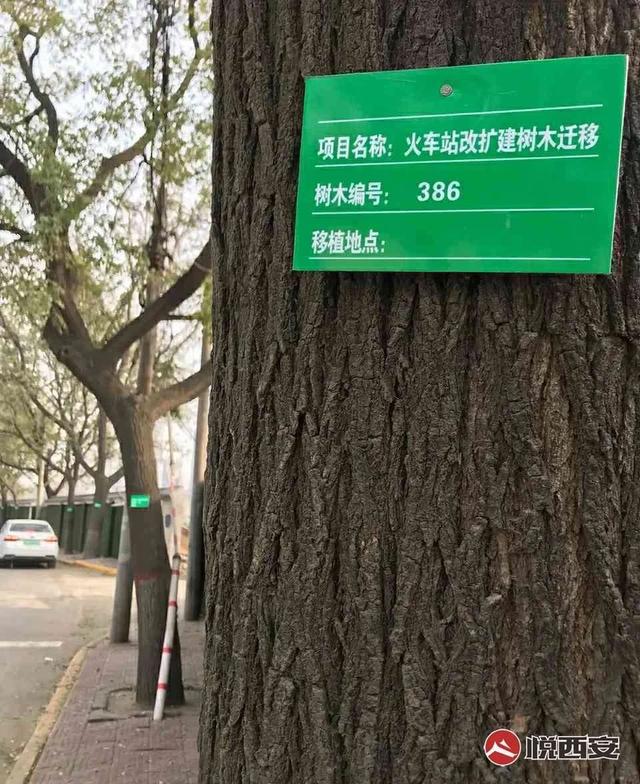 项目名称：火车站改扩建树木迁移
树木编号： 386
移植地点：
悦西安